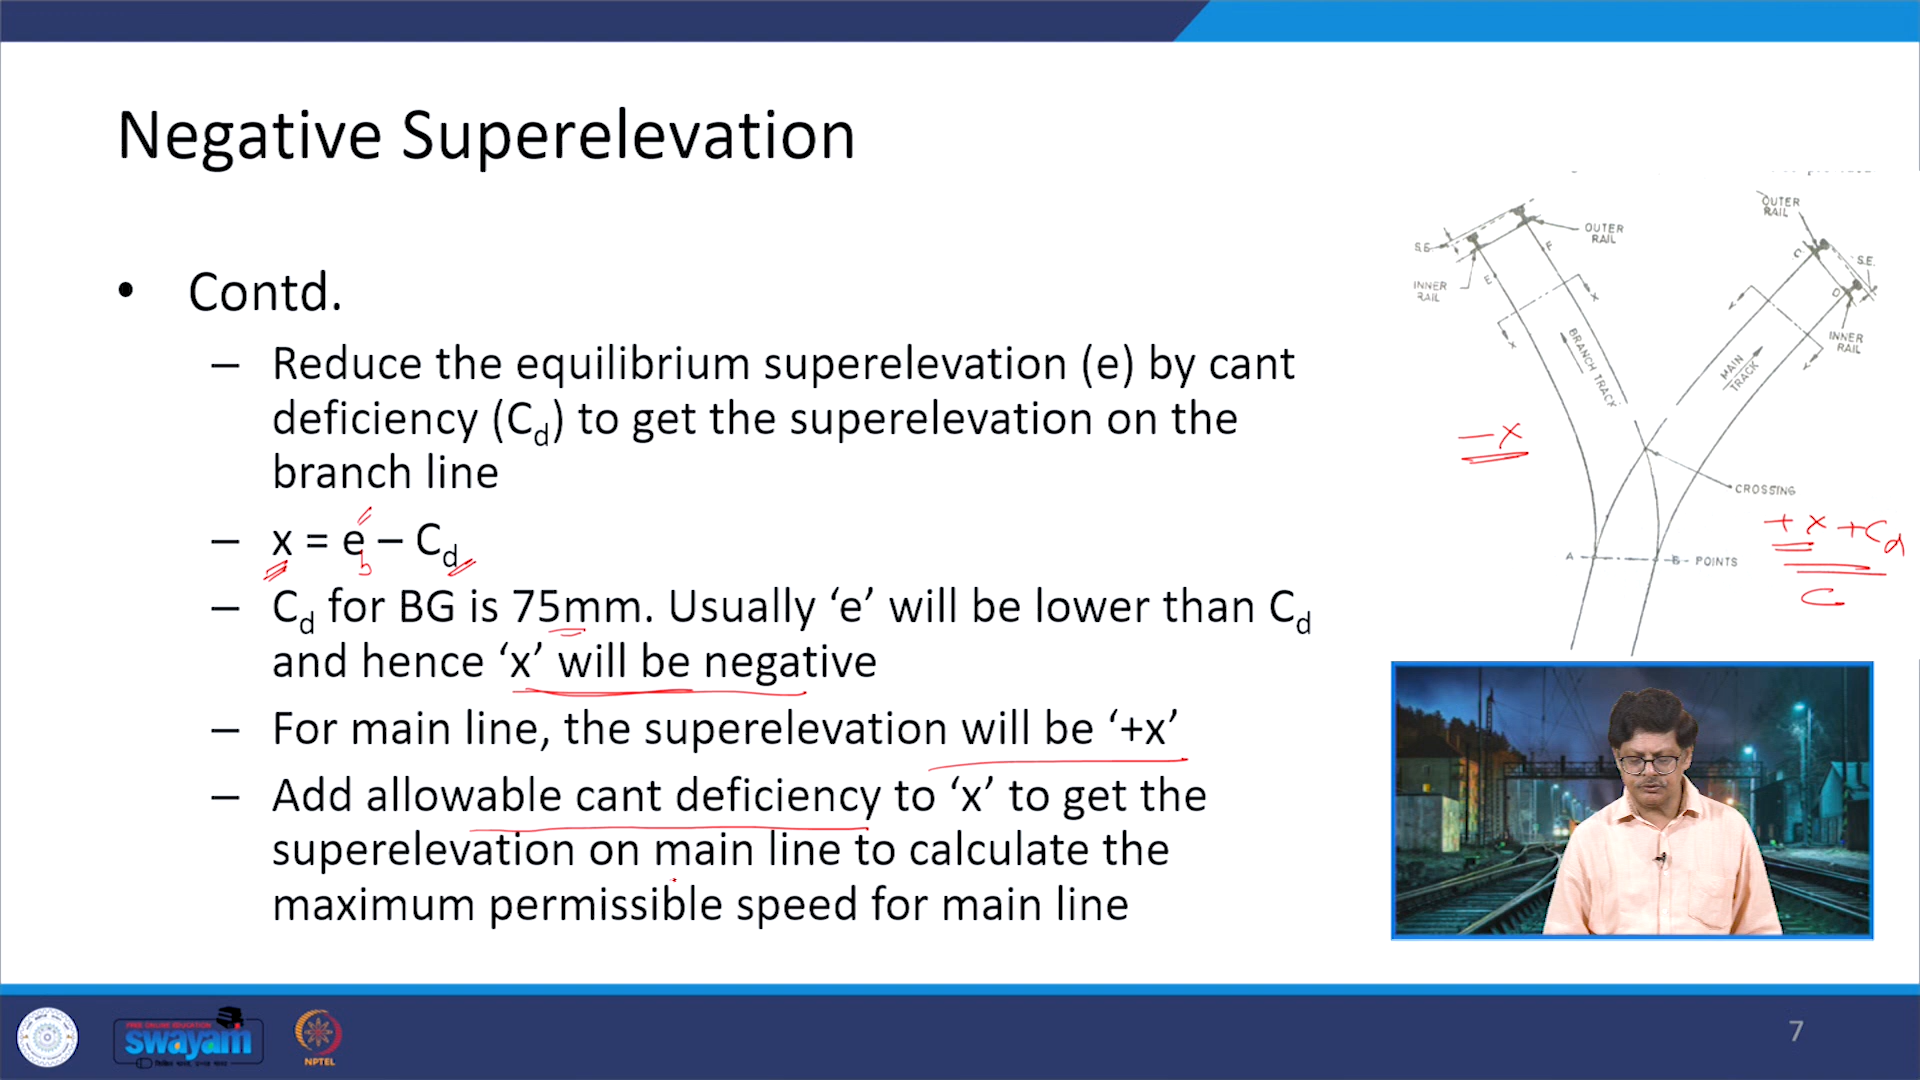 Negative Superelevation
• Contd.
– Reduce the equilibrium superelevation (e) by cant
deficiency (Cd) to get the superelevation on the
branch line
– x = e – Cd
b
– Cd for BG is 75mm. Usually ‘e’ will be lower than Cd
and hence ‘x’ will be negative
– For main line, the superelevation will be ‘+x’
– Add allowable cant deficiency to ‘x’ to get the
superelevation on main line to calculate the
maximum permissible speed for main line
OUTER
RAIL
OUTER
RAIL
S.E.
S.E.
F
C
E
D
INNER
RAIL
INNER
RAIL
X
X
BRANCH TRACK
MAIN
TRACK
CROSSING
A
B
POINTS
– x
+ x + Cd
C
FREE ONLINE EDUCATION
swayam
NPTEL
7